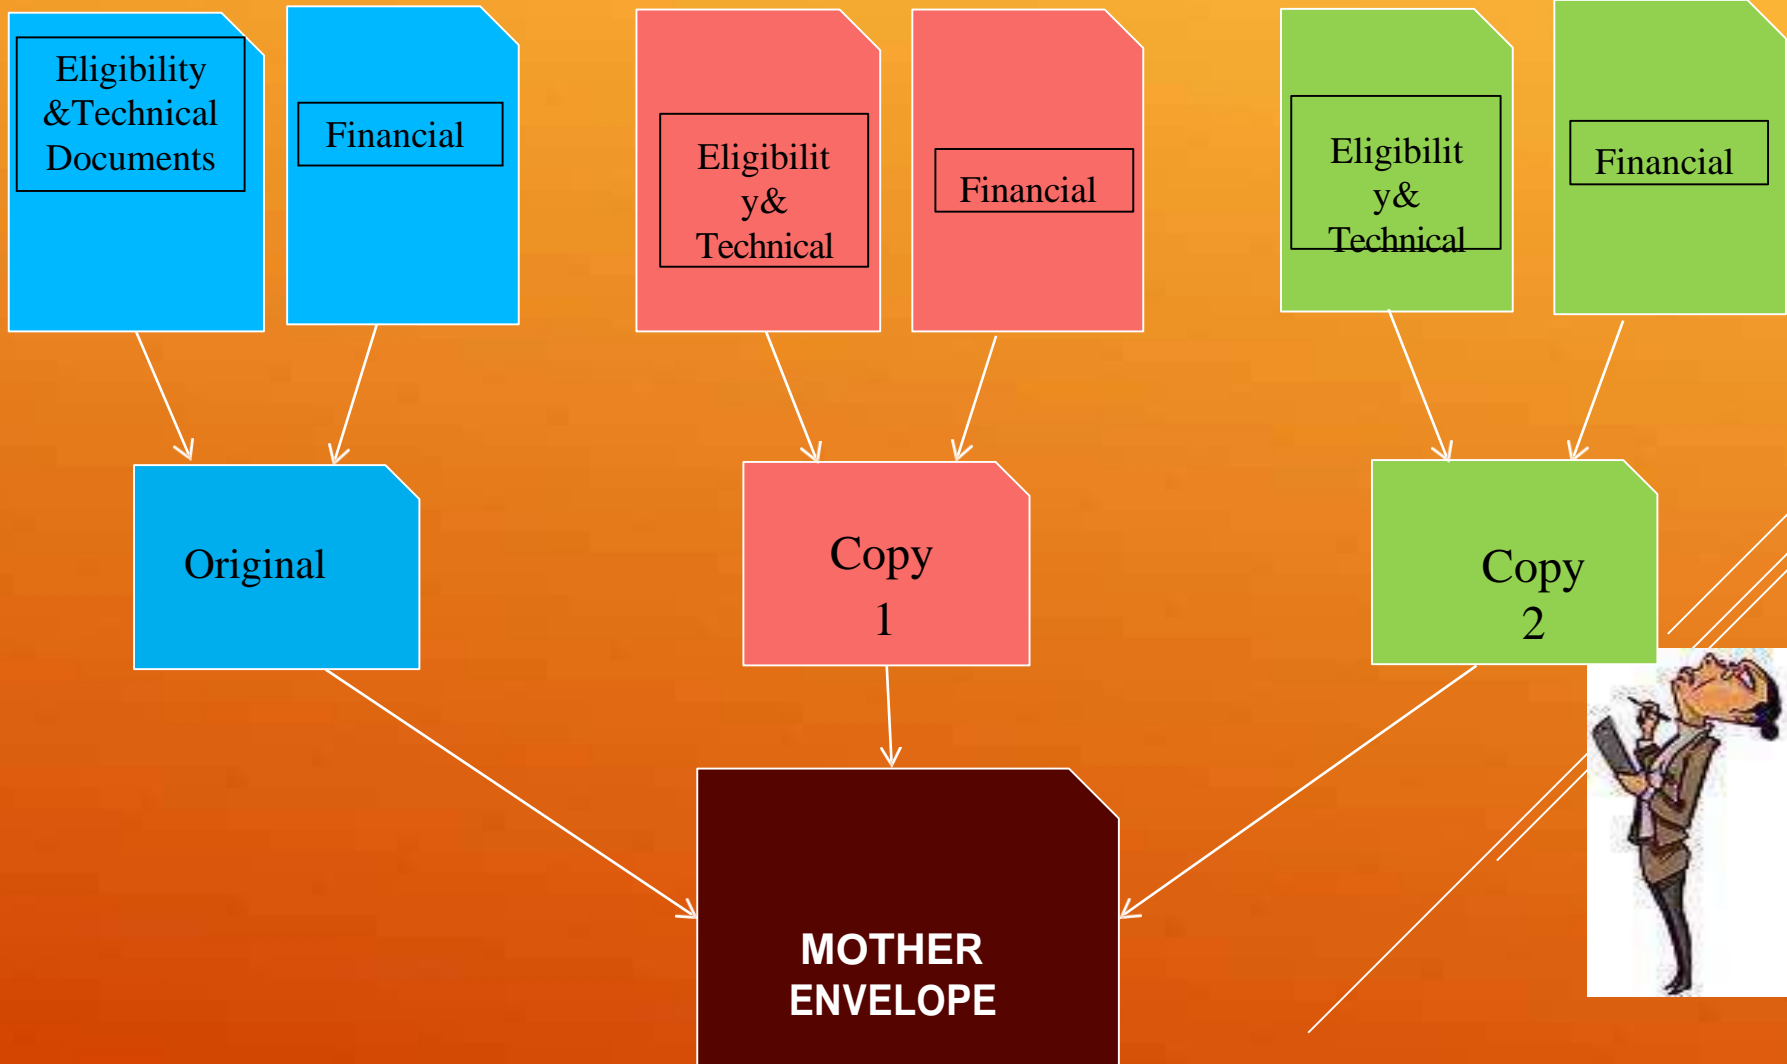 Eligibility
&Technical
Documents
Financial
Eligibilit
y&
Technical
Financial
Eligibilit
y&
Technical
Financial
Original
Copy
1
Copy
2
MOTHER
ENVELOPE